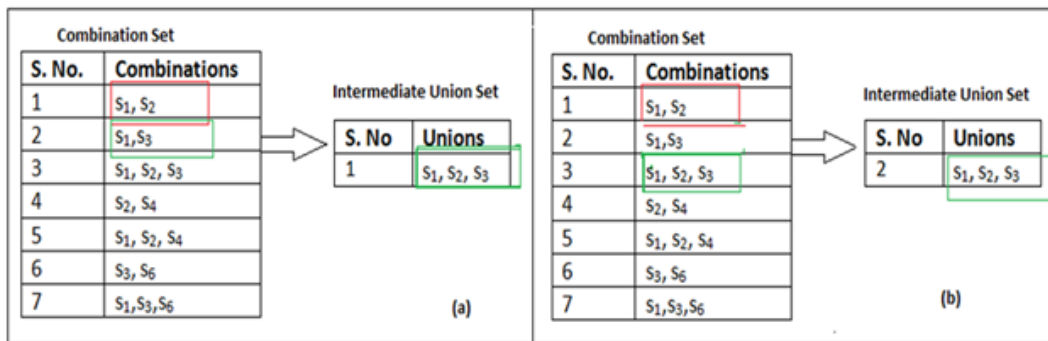 Combination Set
S. No. Combinations
1 S₁, S₂
2 S₁,S₃
3 S₁, S₂, S₃
4 S₂, S₄
5 S₁, S₂, S₄
6 S₃, S₆
7 S₁,S₃,S₆
Intermediate Union Set
S. No Unions
1 S₁, S₂, S₃
(a)
Combination Set
S. No. Combinations
1 S₁, S₂
2 S₁,S₃
3 S₁, S₂, S₃
4 S₂, S₄
5 S₁, S₂, S₄
6 S₃, S₆
7 S₁,S₃,S₆
Intermediate Union Set
S. No Unions
2 S₁, S₂, S₃
(b)